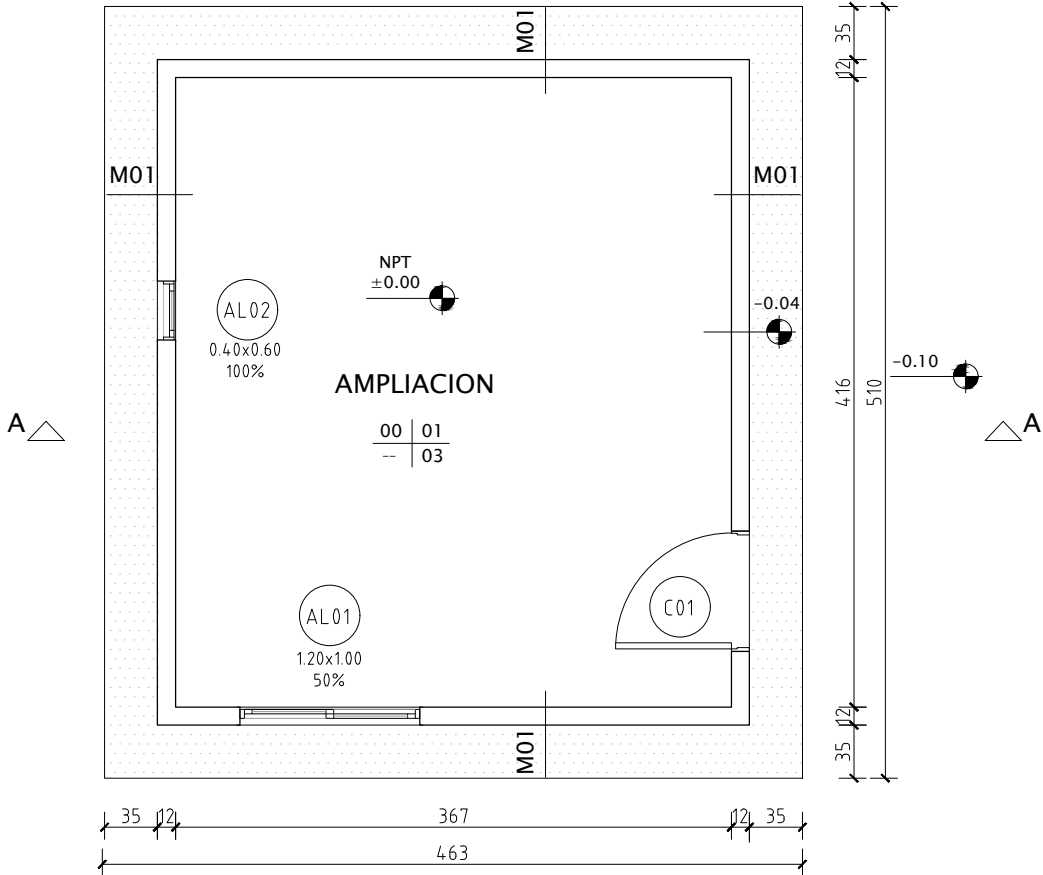 M01
35
12
M01
M01
NPT
±0.00
-0.04
AL02
0.40x0.60
100%
-0.10
AMPLIACION
416
510
A
A
00 01
-- 03
AL01
C01
1.20x1.00
50%
M01
12
35
35 12 367 12 35
463